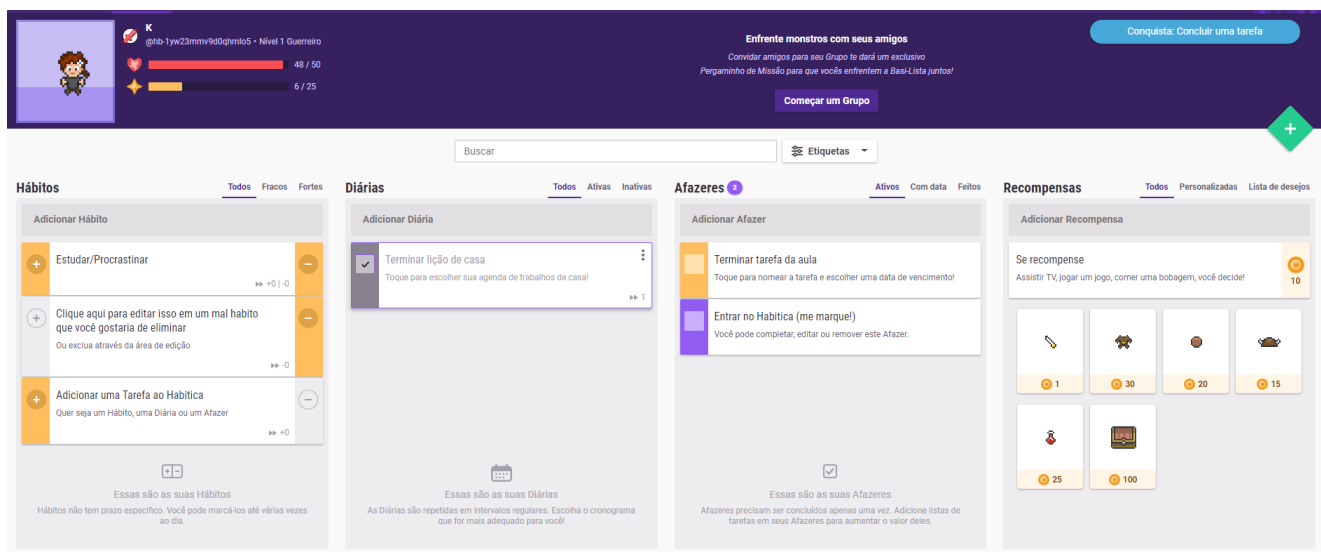 K
@hb-1yw23mmv9d0qhmlo5 • Nível 1 Guerreiro
48 / 50
6 / 25
Enfrente monstros com seus amigos
Convidar amigos para seu Grupo te dará um exclusivo
Pergaminho de Missão para que vocês enfrentem a Basi-Lista juntos!
Começar um Grupo
Conquista: Concluir uma tarefa
Buscar
Etiquetas
Hábitos
Todos Fracos Fortes
Adicionar Hábito
Estudar/Procrastinar
+0 | -0
Clique aqui para editar isso em um mal habito
que você gostaria de eliminar
Ou exclua através da área de edição
-0
Adicionar uma Tarefa ao Habitica
Quer seja um Hábito, uma Diária ou um Afazer
+0
Essas são as suas Hábitos
Hábitos não tem prazo específico. Você pode marcá-los até várias vezes
ao dia.
Diárias
Todos Ativas Inativas
Adicionar Diária
Terminar lição de casa
Toque para escolher sua agenda de trabalhos de casa!
1
Essas são as suas Diárias
As Diárias são repetidas em intervalos regulares. Escolha o cronograma
que for mais adequado para você!
Afazeres 2
Ativos Com data Feitos
Adicionar Afazer
Terminar tarefa da aula
Toque para nomear a tarefa e escolher uma data de vencimento!
Entrar no Habitica (me marque!)
Você pode completar, editar ou remover este Afazer.
Essas são as suas Afazeres
Afazeres precisam ser concluídos apenas uma vez. Adicione listas de
tarefas em seus Afazeres para aumentar o valor deles.
Recompensas
Todos Personalizadas Lista de desejos
Adicionar Recompensa
Se recompense
Assistir TV, jogar um jogo, comer uma bobagem, você decide!
10
1 30 20 15
25 100